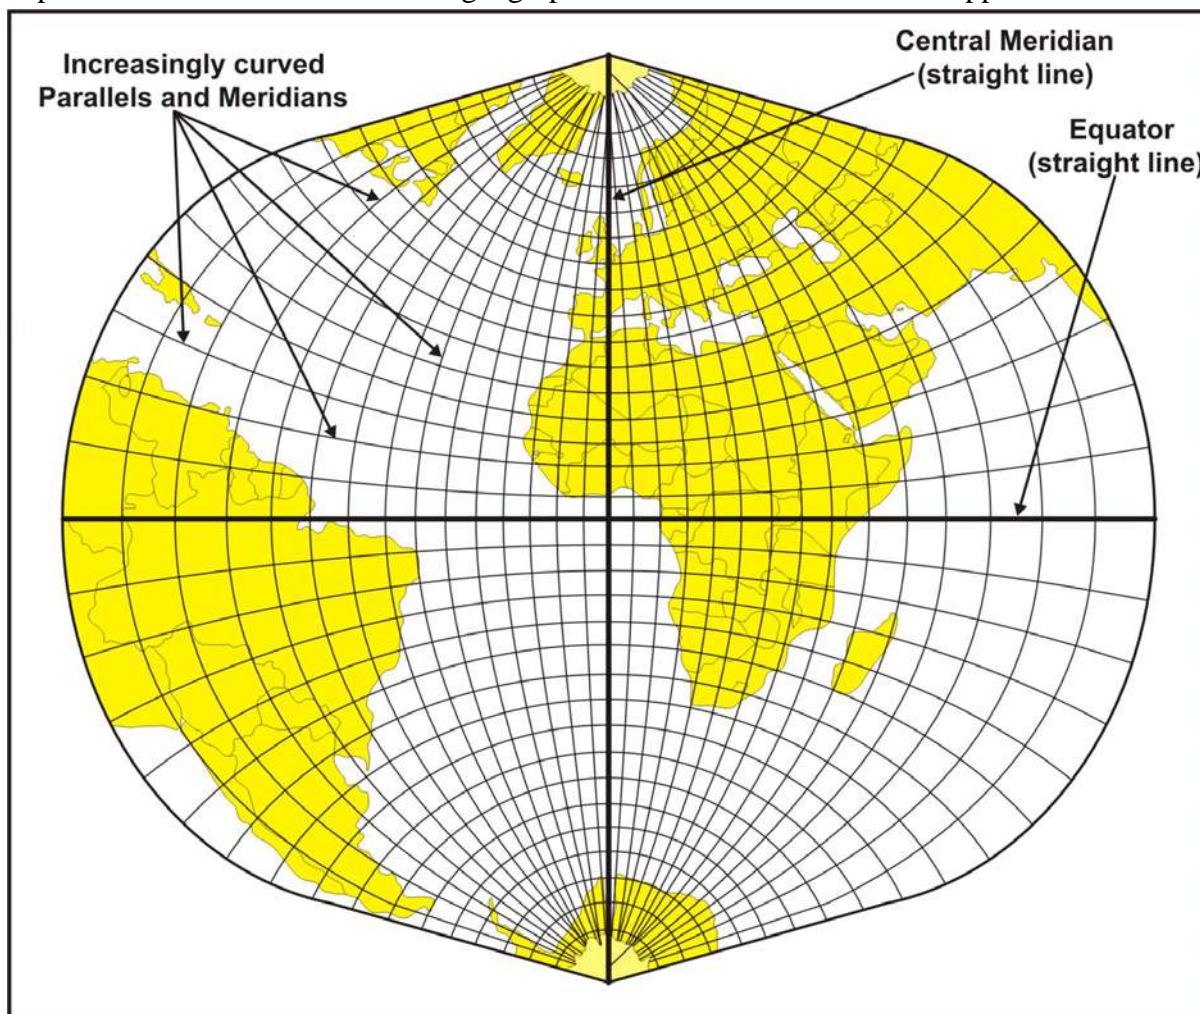 Increasingly curved
Parallels and Meridians
Central Meridian
(straight line)
Equator
(straight line)